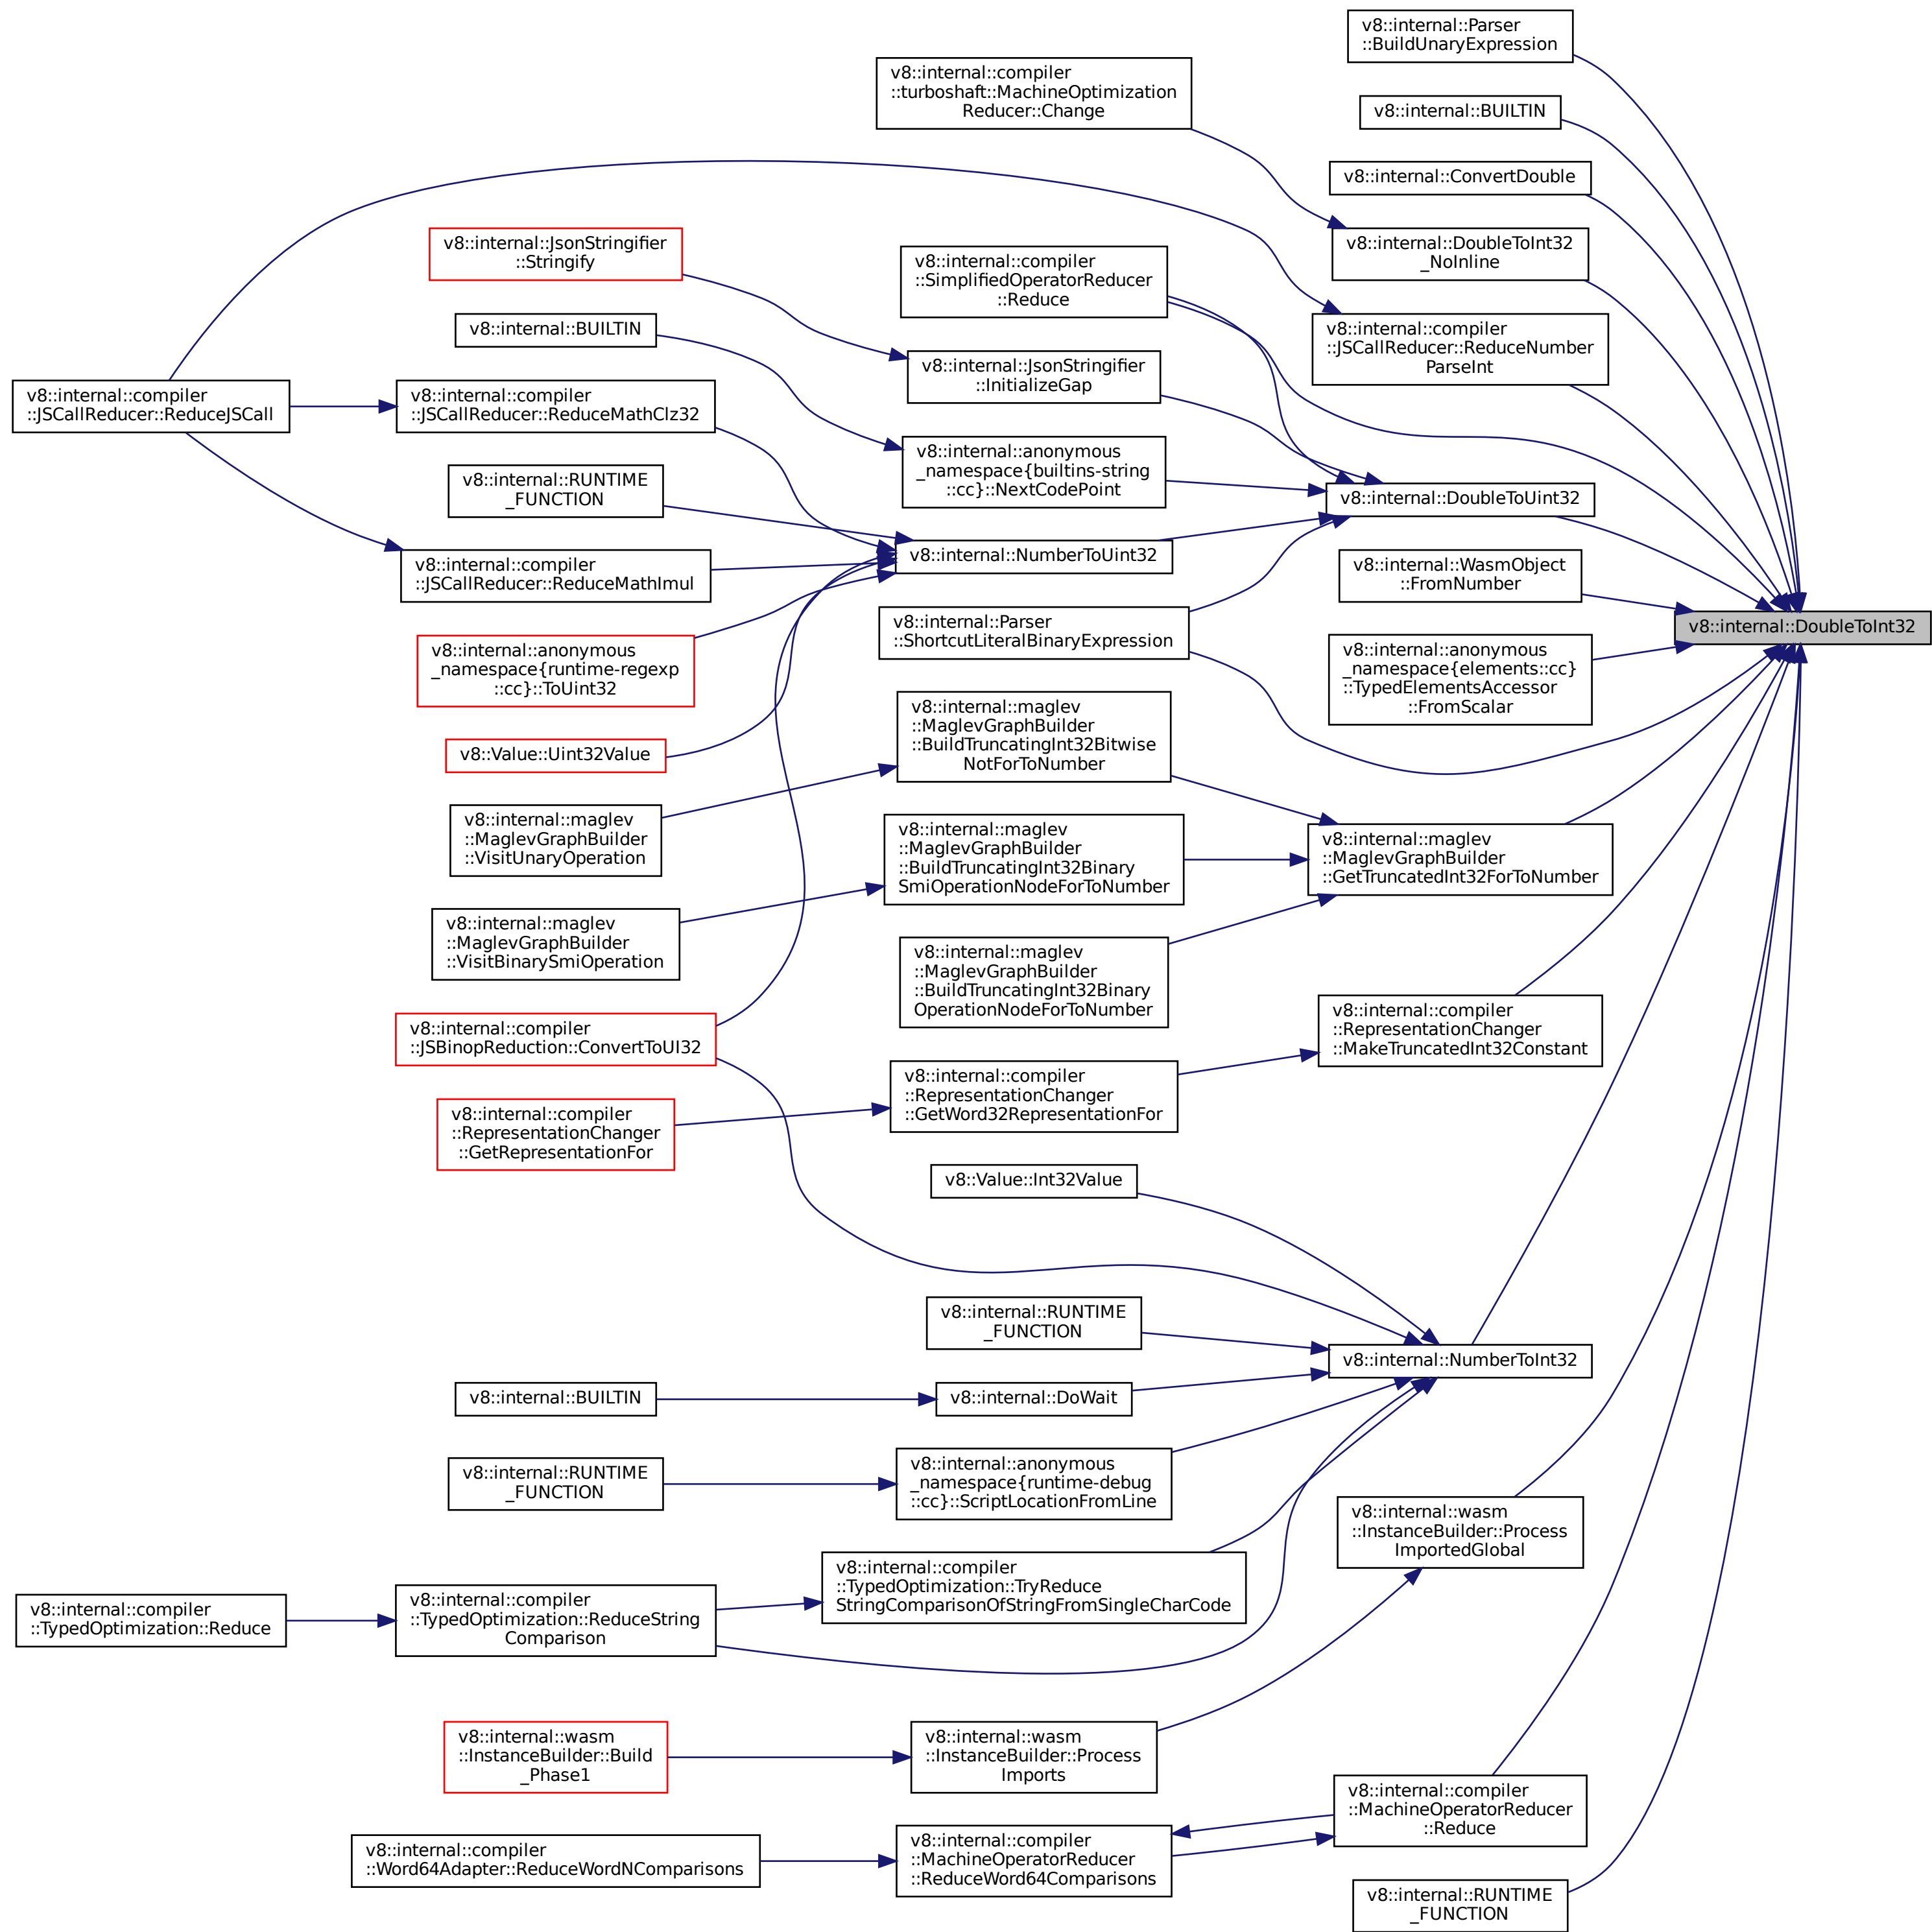 v8::internal::Parser
::BuildUnaryExpression
v8::internal::compiler
::turboshaft::MachineOptimization
Reducer::Change
v8::internal::BUILTIN
v8::internal::ConvertDouble
v8::internal::DoubleToInt32
_NoInline
v8::internal::JsonStringifier
::Stringify
v8::internal::compiler
::SimplifiedOperatorReducer
::Reduce
v8::internal::compiler
::JSCallReducer::ReduceNumber
ParseInt
v8::internal::BUILTIN
v8::internal::JsonStringifier
::InitializeGap
v8::internal::compiler
::JSCallReducer::ReduceJSCall
v8::internal::compiler
::JSCallReducer::ReduceMathClz32
v8::internal::anonymous
_namespace{builtins-string
::cc}::NextCodePoint
v8::internal::RUNTIME
_FUNCTION
v8::internal::DoubleToUint32
v8::internal::NumberToUint32
v8::internal::compiler
::JSCallReducer::ReduceMathImul
v8::internal::WasmObject
::FromNumber
v8::internal::DoubleToInt32
v8::internal::Parser
::ShortcutLiteralBinaryExpression
v8::internal::anonymous
_namespace{runtime-regexp
::cc}::ToUint32
v8::internal::anonymous
_namespace{elements::cc}
::TypedElementsAccessor
::FromScalar
v8::Value::Uint32Value
v8::internal::maglev
::MaglevGraphBuilder
::BuildTruncatingInt32Bitwise
NotForToNumber
v8::internal::maglev
::MaglevGraphBuilder
::VisitUnaryOperation
v8::internal::maglev
::MaglevGraphBuilder
::BuildTruncatingInt32Binary
SmiOperationNodeForToNumber
v8::internal::maglev
::MaglevGraphBuilder
::GetTruncatedInt32ForToNumber
v8::internal::maglev
::MaglevGraphBuilder
::VisitBinarySmiOperation
v8::internal::maglev
::MaglevGraphBuilder
::BuildTruncatingInt32Binary
OperationNodeForToNumber
v8::internal::compiler
::JSBinopReduction::ConvertToUI32
v8::internal::compiler
::RepresentationChanger
::MakeTruncatedInt32Constant
v8::internal::compiler
::RepresentationChanger
::GetWord32RepresentationFor
v8::internal::compiler
::RepresentationChanger
::GetRepresentationFor
v8::Value::Int32Value
v8::internal::RUNTIME
_FUNCTION
v8::internal::NumberToInt32
v8::internal::BUILTIN
v8::internal::DoWait
v8::internal::RUNTIME
_FUNCTION
v8::internal::anonymous
_namespace{runtime-debug
::cc}::ScriptLocationFromLine
v8::internal::wasm
::InstanceBuilder::Process
ImportedGlobal
v8::internal::compiler
::TypedOptimization::Reduce
v8::internal::compiler
::TypedOptimization::ReduceString
Comparison
v8::internal::compiler
::TypedOptimization::TryReduce
StringComparisonOfStringFromSingleCharCode
v8::internal::wasm
::InstanceBuilder::Build
_Phase1
v8::internal::wasm
::InstanceBuilder::Process
Imports
v8::internal::compiler
::MachineOperatorReducer
::Reduce
v8::internal::compiler
::Word64Adapter::ReduceWordNComparisons
v8::internal::compiler
::MachineOperatorReducer
::ReduceWord64Comparisons
v8::internal::RUNTIME
_FUNCTION